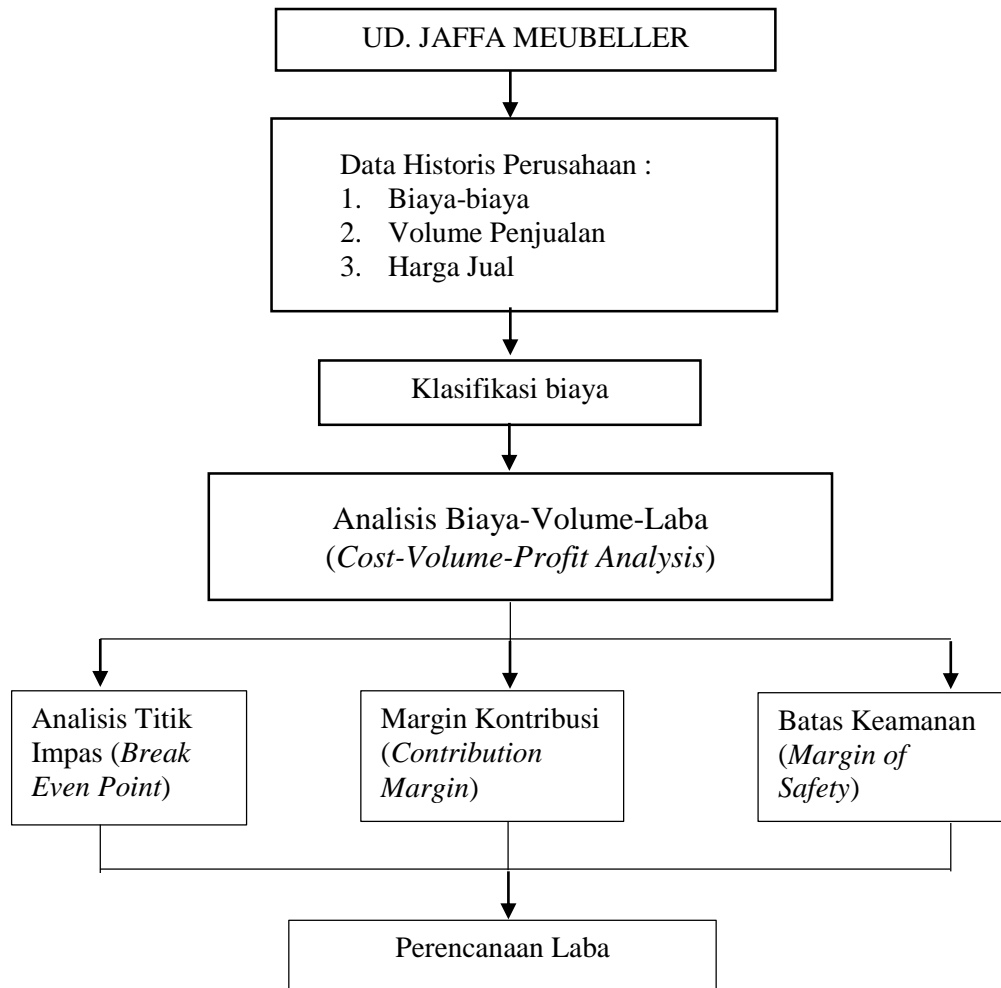 UD. JAFFA MEUBELLER
Data Historis Perusahaan :
1. Biaya-biaya
2. Volume Penjualan
3. Harga Jual
Klasifikasi biaya
Analisis Biaya-Volume-Laba
(Cost-Volume-Profit Analysis)
Analisis Titik
Impas (Break
Even Point)
Margin Kontribusi
(Contribution
Margin)
Batas Keamanan
(Margin of
Safety)
Perencanaan Laba